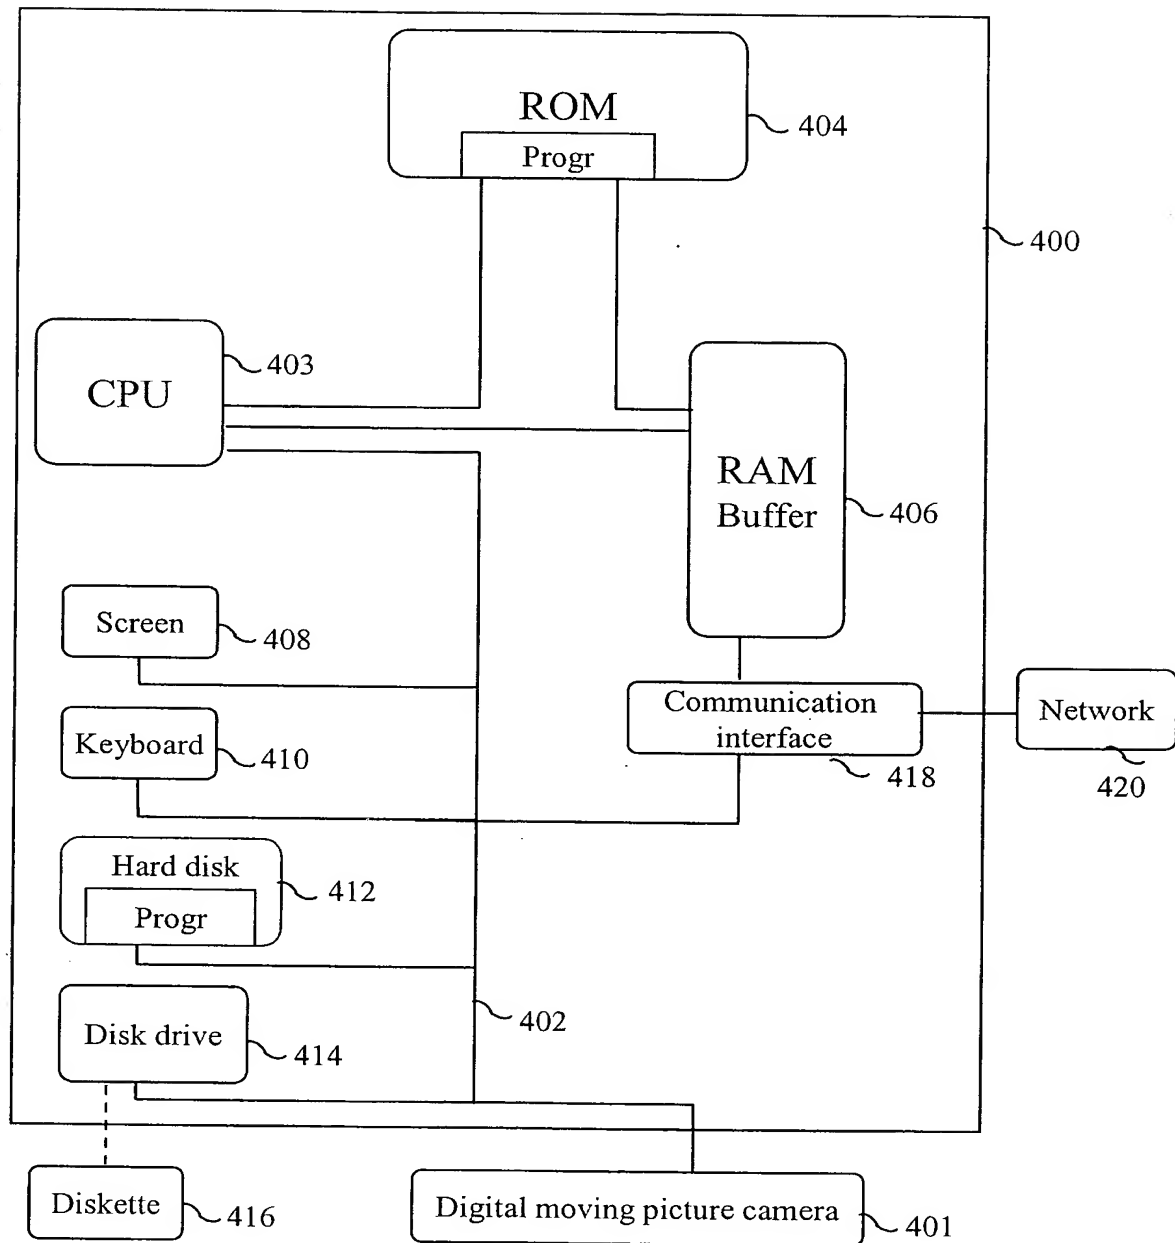 ROM
404
Progr
400
403
CPU
RAM
Buffer
406
Screen
408
Communication
interface
418
Network
420
Keyboard
410
Hard disk
412
Progr
402
Disk drive
414
Diskette
416
Digital moving picture camera
401